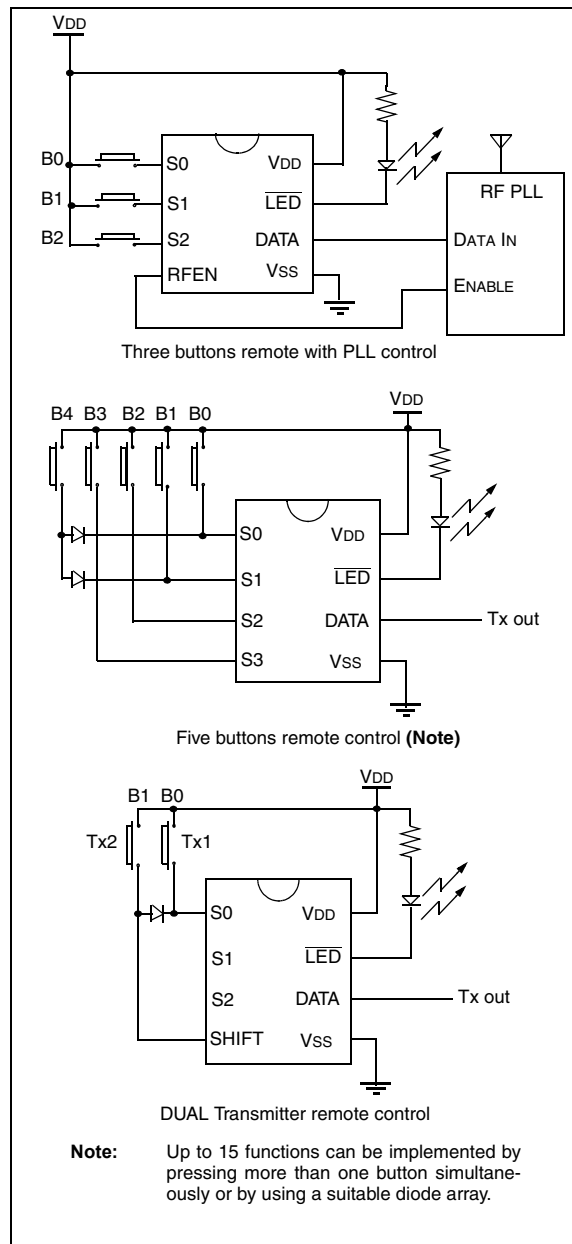 VDD
B0
S0
VDD
B1
S1
LED
RF PLL
B2
S2
DATA
DATA IN
RFEN
VSS
ENABLE
Three buttons remote with PLL control
VDD
B4 B3 B2 B1 B0
S0
VDD
S1
LED
S2
DATA
Tx out
S3
VSS
Five buttons remote control (Note)
VDD
B1 B0
Tx2
Tx1
S0
VDD
S1
LED
S2
DATA
Tx out
SHIFT
VSS
DUAL Transmitter remote control
Note: Up to 15 functions can be implemented by
pressing more than one button simultane-
ously or by using a suitable diode array.